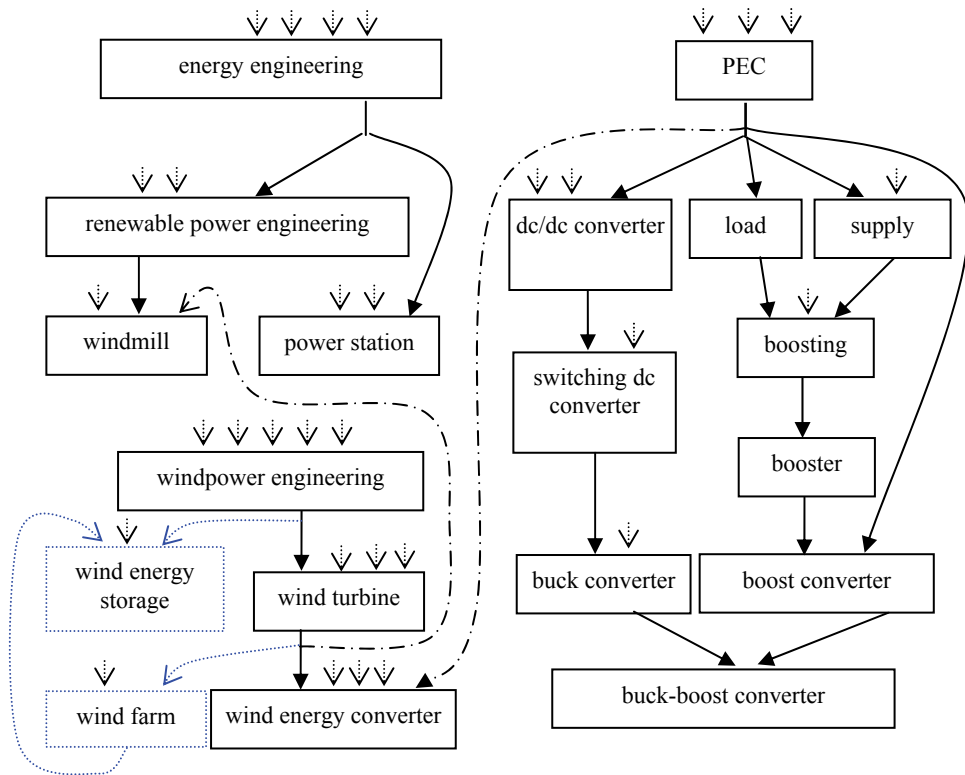 energy engineering
PEC
renewable power engineering
dc/dc converter
load
supply
windmill
power station
boosting
switching dc
converter
windpower engineering
booster
wind energy
storage
wind turbine
buck converter
boost converter
wind farm
wind energy converter
buck-boost converter